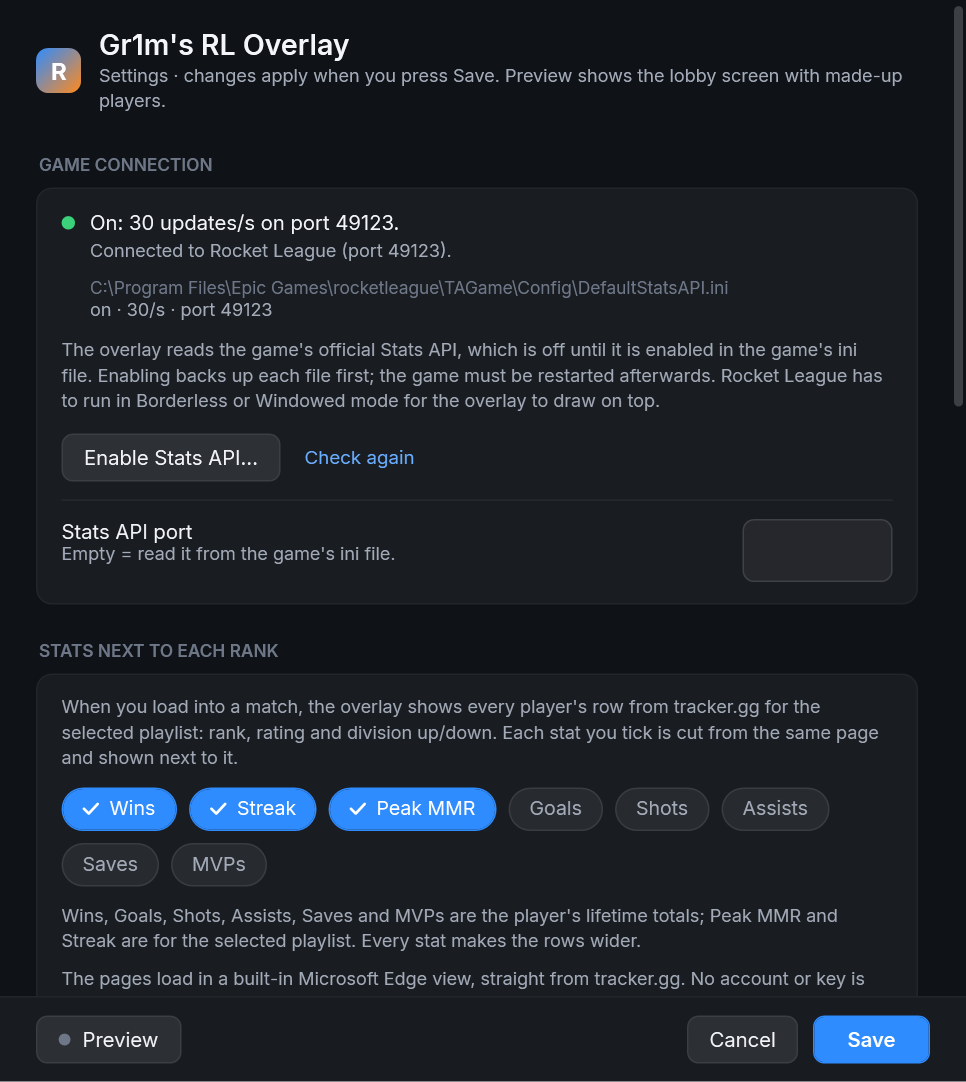 R
Gr1m's RL Overlay
Settings · changes apply when you press Save. Preview shows the lobby screen with made-up
players.
GAME CONNECTION
On: 30 updates/s on port 49123.
Connected to Rocket League (port 49123).
C:\Program Files\Epic Games\rocketleague\TAGame\Config\DefaultStatsAPI.ini
on · 30/s · port 49123
The overlay reads the game's official Stats API, which is off until it is enabled in the game's ini
file. Enabling backs up each file first; the game must be restarted afterwards. Rocket League has
to run in Borderless or Windowed mode for the overlay to draw on top.
Enable Stats API... Check again
Stats API port
Empty = read it from the game's ini file.
STATS NEXT TO EACH RANK
When you load into a match, the overlay shows every player's row from tracker.gg for the
selected playlist: rank, rating and division up/down. Each stat you tick is cut from the same page
and shown next to it.
Wins Streak Peak MMR Goals Shots Assists
Saves MVPs
Wins, Goals, Shots, Assists, Saves and MVPs are the player's lifetime totals; Peak MMR and
Streak are for the selected playlist. Every stat makes the rows wider.
The pages load in a built-in Microsoft Edge view, straight from tracker.gg. No account or key is
Preview Cancel Save